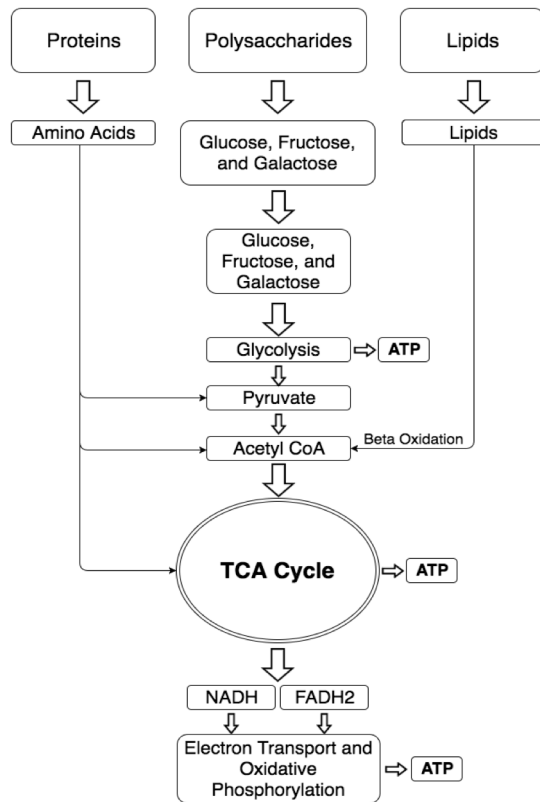 Proteins
Polysaccharides
Lipids
Amino Acids
Glucose, Fructose,
and Galactose
Lipids
Glucose,
Fructose, and
Galactose
Glycolysis
ATP
Pyruvate
Acetyl CoA
Beta Oxidation
TCA Cycle
ATP
NADH
FADH2
Electron Transport and
Oxidative
Phosphorylation
ATP